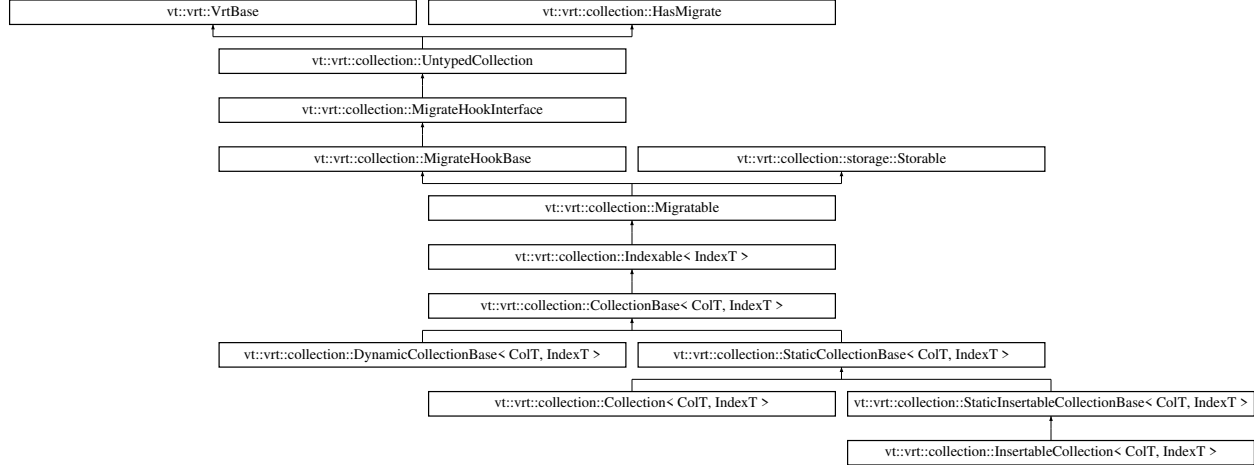 vt::vrt::VrtBase
vt::vrt::collection::HasMigrate
vt::vrt::collection::UntypedCollection
vt::vrt::collection::MigrateHookInterface
vt::vrt::collection::MigrateHookBase
vt::vrt::collection::storage::Storable
vt::vrt::collection::Migratable
vt::vrt::collection::Indexable< IndexT >
vt::vrt::collection::CollectionBase< ColT, IndexT >
vt::vrt::collection::DynamicCollectionBase< ColT, IndexT >
vt::vrt::collection::StaticCollectionBase< ColT, IndexT >
vt::vrt::collection::Collection< ColT, IndexT >
vt::vrt::collection::StaticInsertableCollectionBase< ColT, IndexT >
vt::vrt::collection::InsertableCollection< ColT, IndexT >